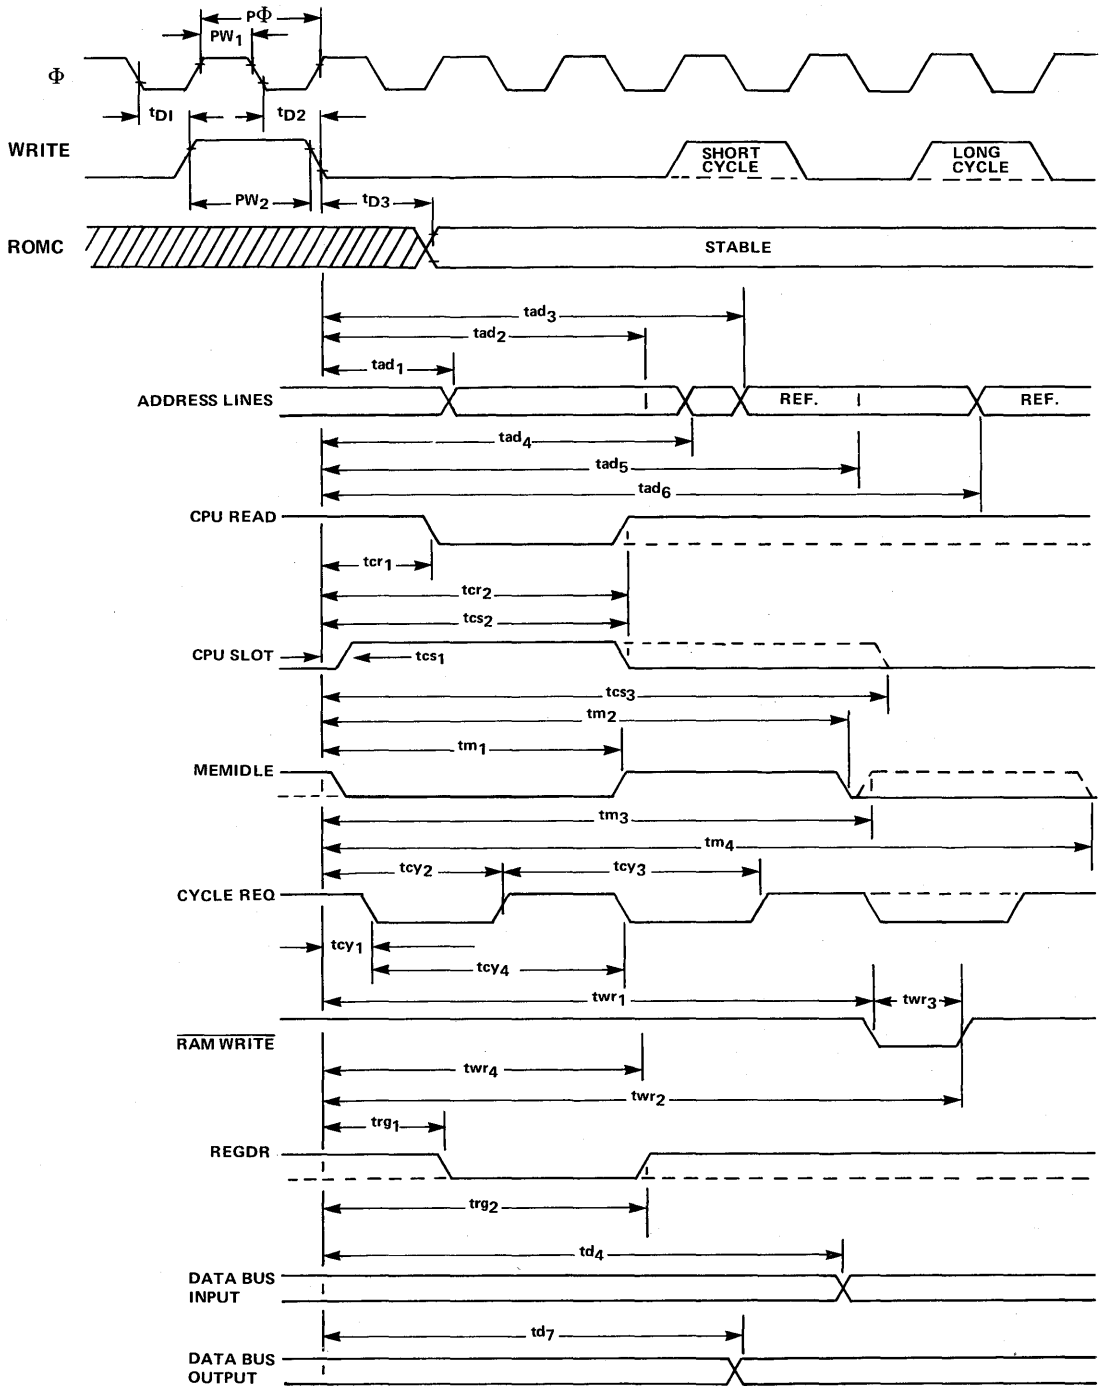 PΦ
PW1
Φ
tD1
tD2
WRITE
SHORT CYCLE
LONG CYCLE
PW2
tD3
ROMC
STABLE
tad3
tad2
tad1
ADDRESS LINES
REF.
REF.
tad4
tad5
tad6
CPU READ
tcr1
tcr2
tcs2
CPU SLOT
tcs1
tcs3
tm2
tm1
MEMIDLE
tm3
tm4
tcy2
tcy3
CYCLE REQ
tcy1
tcy4
twr1
twr3
RAM WRITE
twr4
twr2
trg1
REGDR
trg2
td4
DATA BUS
INPUT
td7
DATA BUS
OUTPUT